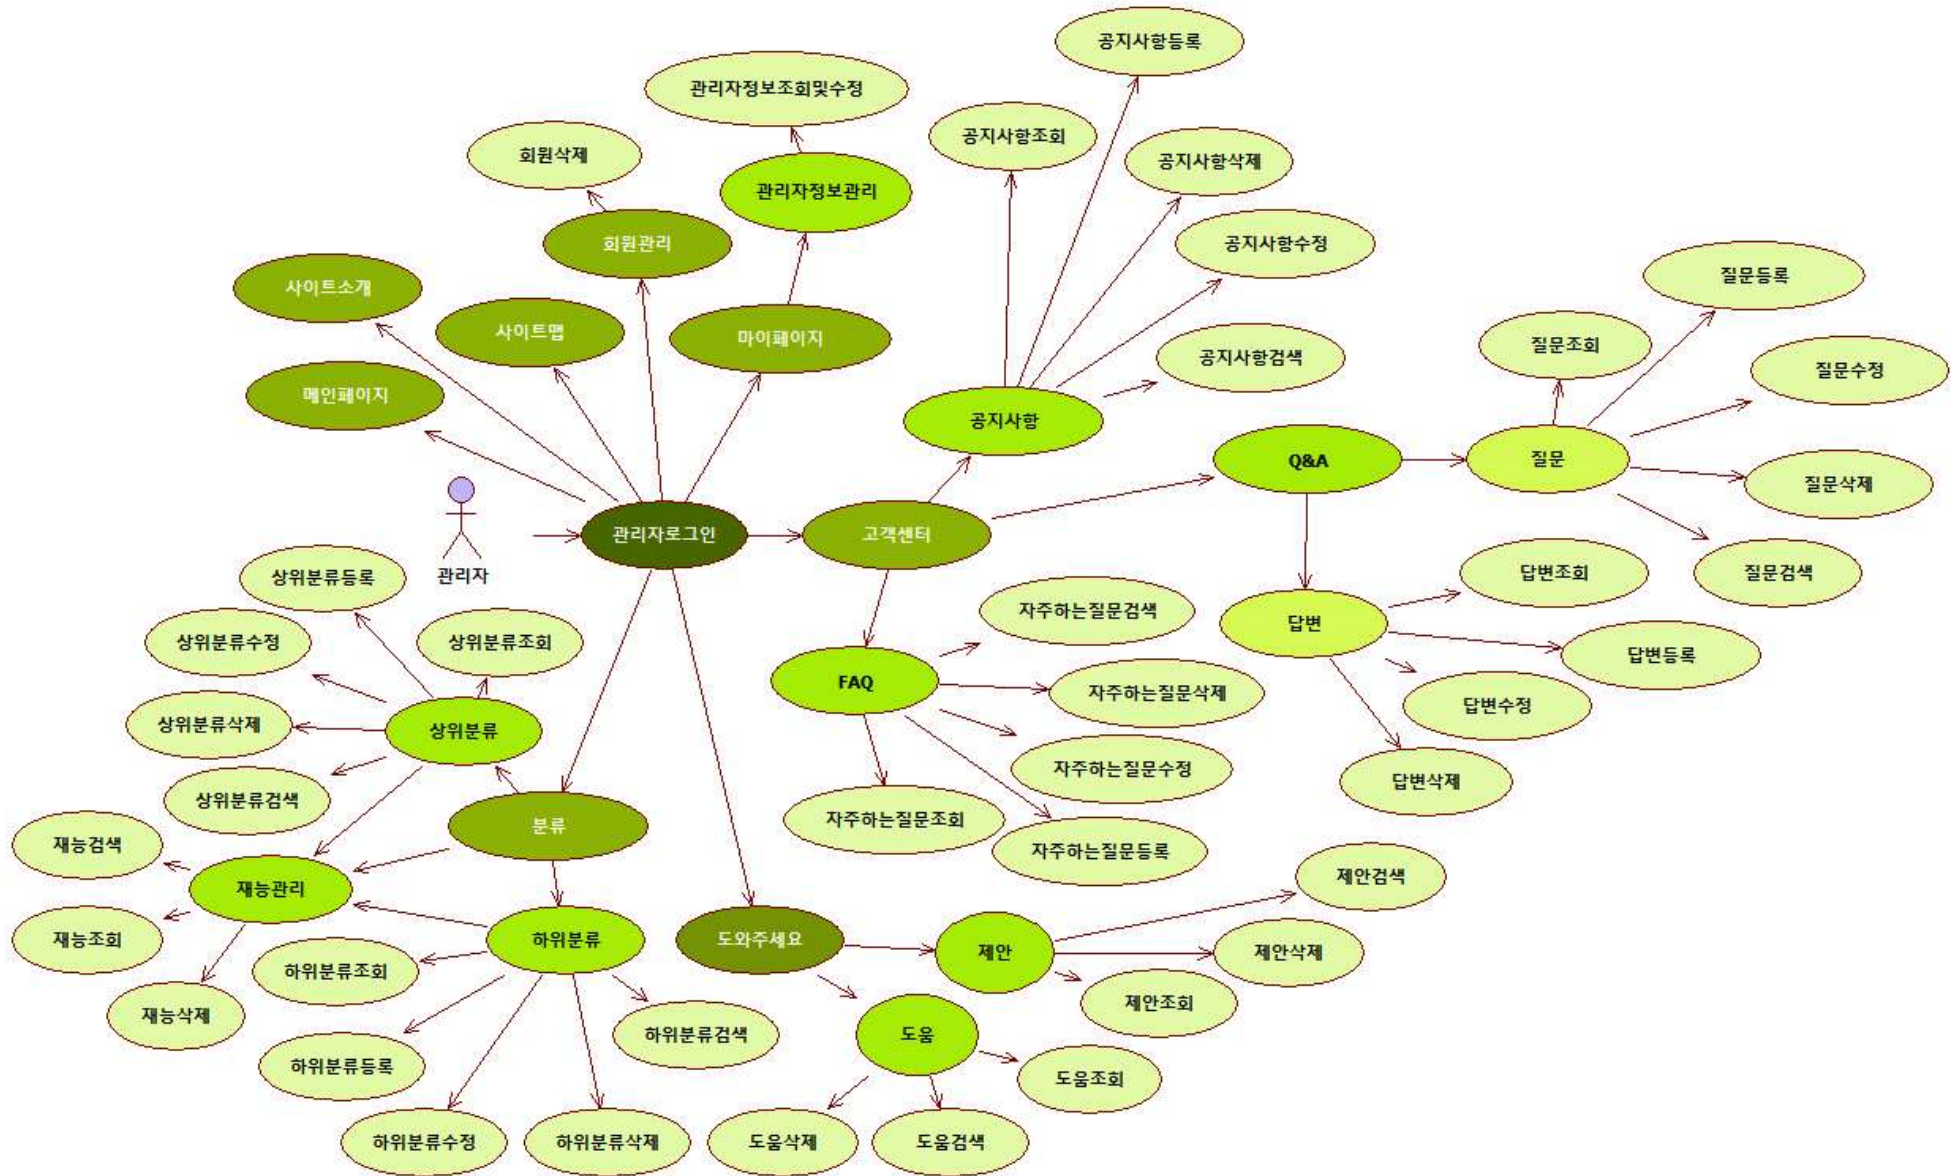 공지사항등록
관리자정보조회및수정
공지사항조회
회원삭제
공지사항삭제
관리자정보관리
회원관리
공지사항수정
질문등록
사이트소개
사이트맵
마이페이지
질문조회
공지사항검색
질문수정
메인페이지
공지사항
Q&A
질문
질문삭제
관리자로그인
고객센터
관리자
상위분류등록
답변조회
질문검색
자주하는질문검색
답변
상위분류수정
상위분류조회
답변등록
FAQ
자주하는질문삭제
답변수정
상위분류삭제
상위분류
자주하는질문수정
답변삭제
상위분류검색
자주하는질문조회
분류
재능검색
자주하는질문등록
제안검색
재능관리
재능조회
하위분류
도와주세요
제안
제안삭제
하위분류조회
제안조회
재능삭제
하위분류검색
도움
하위분류등록
도움조회
하위분류수정
하위분류삭제
도움삭제
도움검색